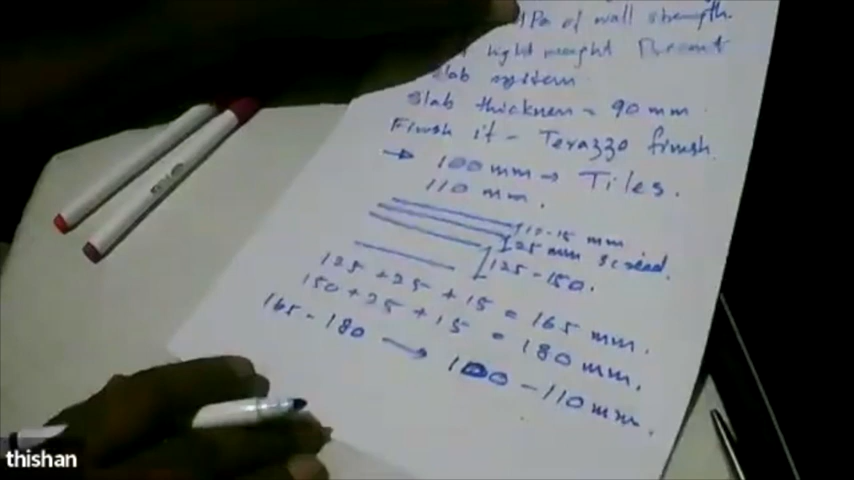 MPa of wall strength.
light weight Precast
slab system
Slab thicknen = 90 mm.
Finish it - Terazzo finish.
→ 100 mm → Tiles.
110 mm.
10-15 mm
25 mm Screed.
125-150.
125 + 25 + 15 = 165 mm.
150 + 25 + 15 = 180 mm.
165 - 180 → 100 - 110 mm.
thishan